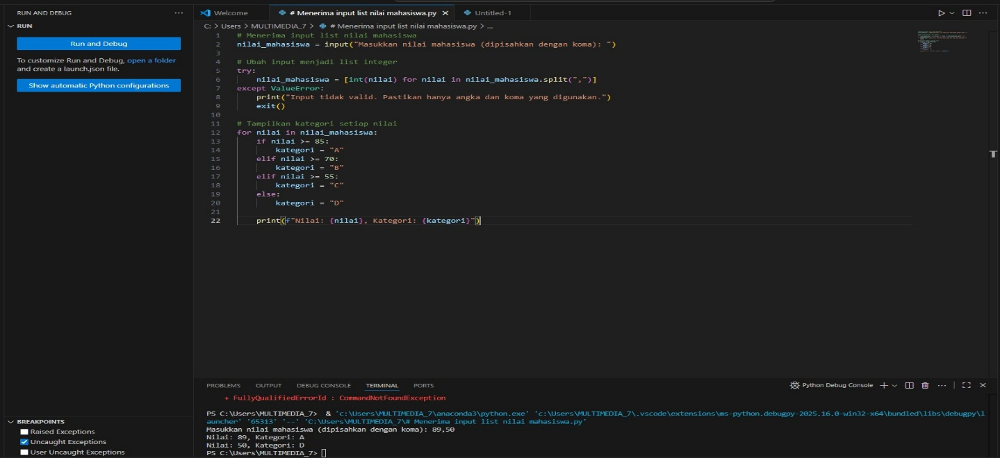 RUN AND DEBUG ...
RUN
Run and Debug
To customize Run and Debug, open a folder
and create a launch.json file.
Show automatic Python configurations
BREAKPOINTS
Raised Exceptions
Uncaught Exceptions
User Uncaught Exceptions
Welcome
# Menerima input list nilai mahasiswa.py
Untitled-1
C: > Users > MULTIMEDIA_7 > # Menerima input list nilai mahasiswa.py > ...
1 # Menerima input list nilai mahasiswa
2 nilai_mahasiswa = input("Masukkan nilai mahasiswa (dipisahkan dengan koma): ")
3
4 # Ubah input menjadi list integer
5 try:
6 nilai_mahasiswa = [int(nilai) for nilai in nilai_mahasiswa.split(",")]
7 except ValueError:
8 print("Input tidak valid. Pastikan hanya angka dan koma yang digunakan.")
9 exit()
10
11 # Tampilkan kategori setiap nilai
12 for nilai in nilai_mahasiswa:
13 if nilai >= 85:
14 kategori = "A"
15 elif nilai >= 70:
16 kategori = "B"
17 elif nilai >= 55:
18 kategori = "C"
19 else:
20 kategori = "D"
21
22 print(f"Nilai: {nilai}, Kategori: {kategori}")
PROBLEMS OUTPUT DEBUG CONSOLE TERMINAL PORTS
Python Debug Console
+ FullyQualifiedErrorId : CommandNotFoundException
PS C:\Users\MULTIMEDIA_7> & 'c:\Users\MULTIMEDIA_7\anaconda3\python.exe' 'c:\Users\MULTIMEDIA_7\.vscode\extensions\ms-python.debugpy-2025.16.0-win32-x64\bundled\libs\debugpy\l
auncher' '65313' '--' 'C:\Users\MULTIMEDIA_7\# Menerima input list nilai mahasiswa.py'
Masukkan nilai mahasiswa (dipisahkan dengan koma): 89,50
Nilai: 89, Kategori: A
Nilai: 50, Kategori: D
PS C:\Users\MULTIMEDIA_7>